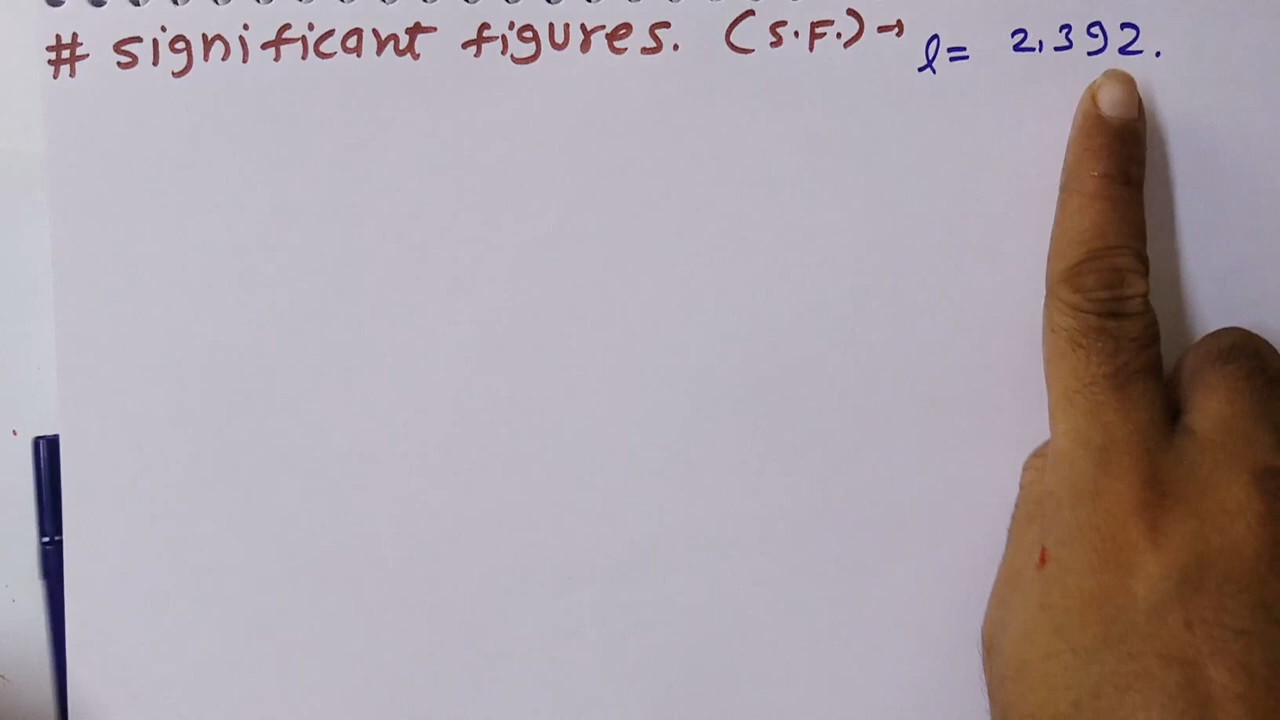 # significant figures. (S.F.) → l = 2.392.